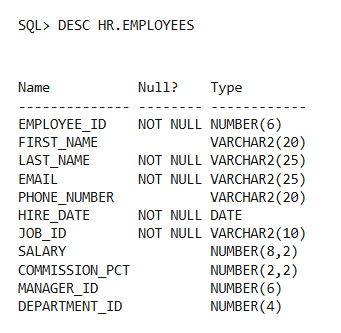 SQL> DESC HR.EMPLOYEES
Name           Null?    Type
-------------- -------- ------------
EMPLOYEE_ID    NOT NULL NUMBER(6)
FIRST_NAME              VARCHAR2(20)
LAST_NAME      NOT NULL VARCHAR2(25)
EMAIL          NOT NULL VARCHAR2(25)
PHONE_NUMBER            VARCHAR2(20)
HIRE_DATE      NOT NULL DATE
JOB_ID         NOT NULL VARCHAR2(10)
SALARY                  NUMBER(8,2)
COMMISSION_PCT          NUMBER(2,2)
MANAGER_ID              NUMBER(6)
DEPARTMENT_ID           NUMBER(4)